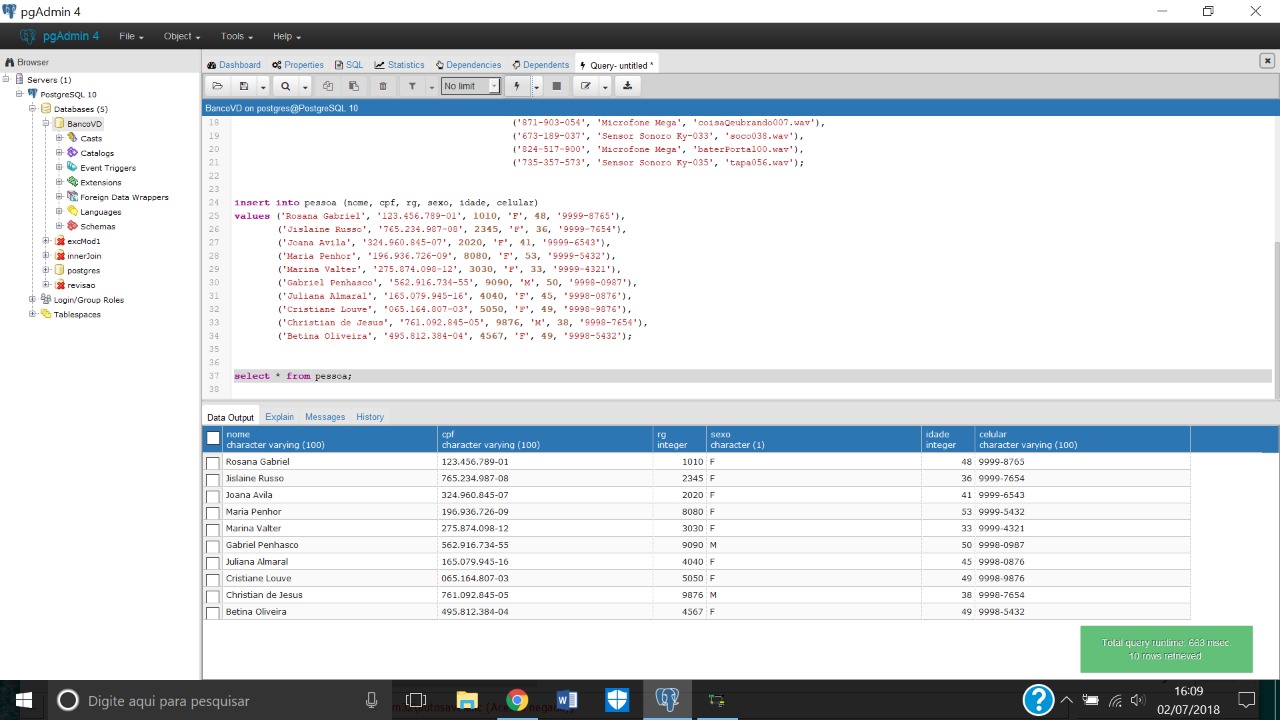 pgAdmin 4
pgAdmin 4 File Object Tools Help
Browser
Dashboard Properties SQL Statistics Dependencies Dependents Query- untitled *
Servers (1)
PostgreSQL 10
Databases (5)
BancoVD
Casts
Catalogs
Event Triggers
Extensions
Foreign Data Wrappers
Languages
Schemas
excMod1
innerJoin
postgres
revisao
Login/Group Roles
Tablespaces
No limit
BancoVD on postgres@PostgreSQL 10
18 ('871-903-054', 'Microfone Mega', 'coisaQeubrando007.wav'),
19 ('673-189-037', 'Sensor Sonoro Ky-033', 'soco038.wav'),
20 ('824-517-900', 'Microfone Mega', 'baterPorta100.wav'),
21 ('735-357-573', 'Sensor Sonoro Ky-035', 'tapa056.wav');
22
23
24 insert into pessoa (nome, cpf, rg, sexo, idade, celular)
25 values ('Rosana Gabriel', '123.456.789-01', 1010, 'F', 48, '9999-8765'),
26 ('Jislaine Russo', '765.234.987-08', 2345, 'F', 36, '9999-7654'),
27 ('Joana Avila', '324.960.845-07', 2020, 'F', 41, '9999-6543'),
28 ('Maria Penhor', '196.936.726-09', 8080, 'F', 53, '9999-5432'),
29 ('Marina Valter', '275.874.098-12', 3030, 'F', 33, '9999-4321'),
30 ('Gabriel Penhasco', '562.916.734-55', 9090, 'M', 50, '9998-0987'),
31 ('Juliana Almaral', '165.079.945-16', 4040, 'F', 45, '9998-0876'),
32 ('Cristiane Louve', '065.164.807-03', 5050, 'F', 49, '9998-9876'),
33 ('Christian de Jesus', '761.092.845-05', 9876, 'M', 38, '9998-7654'),
34 ('Betina Oliveira', '495.812.384-04', 4567, 'F', 49, '9998-5432');
35
36
37 select * from pessoa;
38
Data Output Explain Messages History
nome cpf rg sexo idade celular
character varying (100) character varying (100) integer character (1) integer character varying (100)
Rosana Gabriel 123.456.789-01 1010 F 48 9999-8765
Jislaine Russo 765.234.987-08 2345 F 36 9999-7654
Joana Avila 324.960.845-07 2020 F 41 9999-6543
Maria Penhor 196.936.726-09 8080 F 53 9999-5432
Marina Valter 275.874.098-12 3030 F 33 9999-4321
Gabriel Penhasco 562.916.734-55 9090 M 50 9998-0987
Juliana Almaral 165.079.945-16 4040 F 45 9998-0876
Cristiane Louve 065.164.807-03 5050 F 49 9998-9876
Christian de Jesus 761.092.845-05 9876 M 38 9998-7654
Betina Oliveira 495.812.384-04 4567 F 49 9998-5432
Total query runtime: 663 msec.
10 rows retrieved.
Digite aqui para pesquisar
16:09
02/07/2018